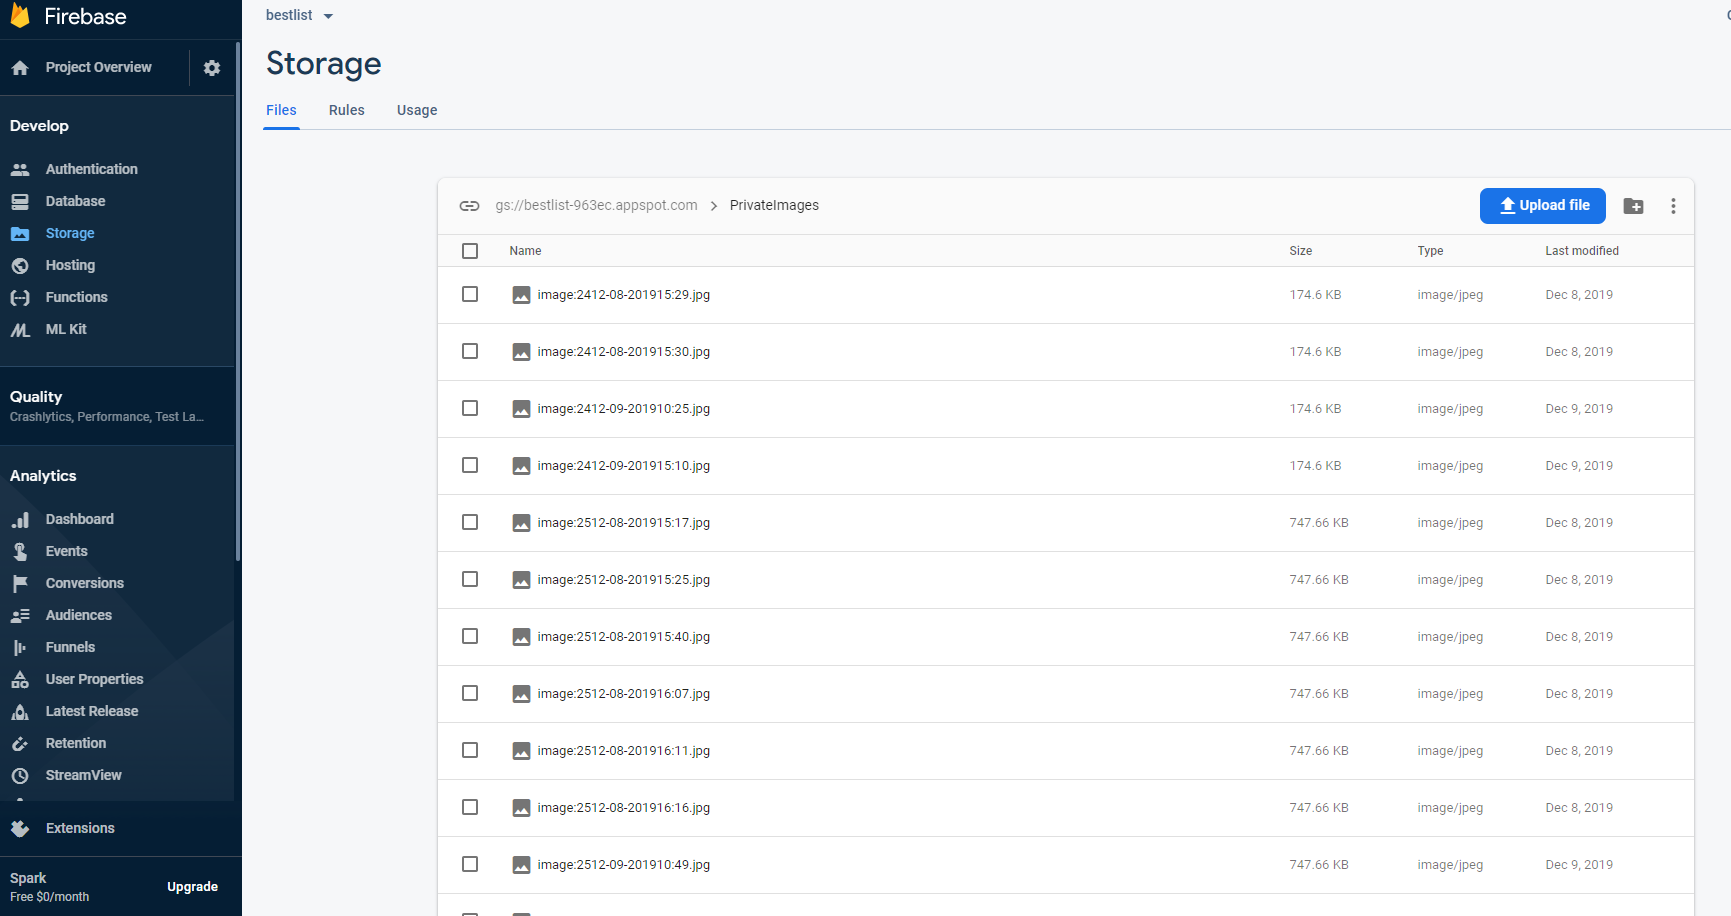 Firebase
Project Overview
Develop
Authentication
Database
Storage
Hosting
Functions
ML Kit
Quality
Crashlytics, Performance, Test La...
Analytics
Dashboard
Events
Conversions
Audiences
Funnels
User Properties
Latest Release
Retention
StreamView
Extensions
Spark
Free $0/month
Upgrade
bestlist
Storage
Files Rules Usage
gs://bestlist-963ec.appspot.com > PrivateImages
Upload file
Name Size Type Last modified
image:2412-08-201915:29.jpg 174.6 KB image/jpeg Dec 8, 2019
image:2412-08-201915:30.jpg 174.6 KB image/jpeg Dec 8, 2019
image:2412-09-201910:25.jpg 174.6 KB image/jpeg Dec 9, 2019
image:2412-09-201915:10.jpg 174.6 KB image/jpeg Dec 9, 2019
image:2512-08-201915:17.jpg 747.66 KB image/jpeg Dec 8, 2019
image:2512-08-201915:25.jpg 747.66 KB image/jpeg Dec 8, 2019
image:2512-08-201915:40.jpg 747.66 KB image/jpeg Dec 8, 2019
image:2512-08-201916:07.jpg 747.66 KB image/jpeg Dec 8, 2019
image:2512-08-201916:11.jpg 747.66 KB image/jpeg Dec 8, 2019
image:2512-08-201916:16.jpg 747.66 KB image/jpeg Dec 8, 2019
image:2512-09-201910:49.jpg 747.66 KB image/jpeg Dec 9, 2019